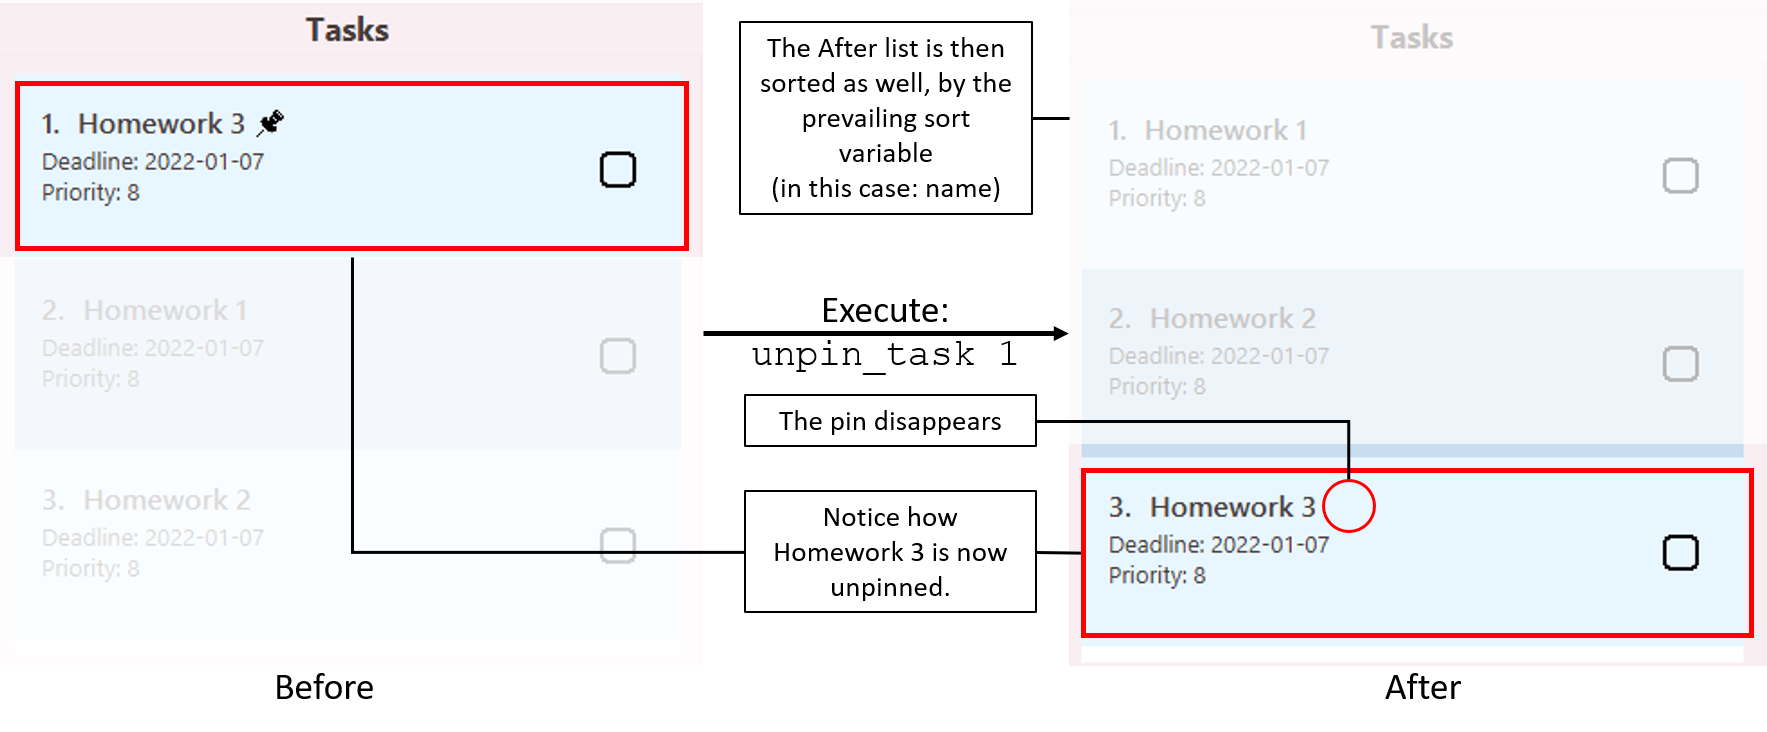 Tasks
1. Homework 3
Deadline: 2022-01-07
Priority: 8
2. Homework 1
Deadline: 2022-01-07
Priority: 8
3. Homework 2
Deadline: 2022-01-07
Priority: 8
Before
The After list is then
sorted as well, by the
prevailing sort
variable
(in this case: name)
Execute:
unpin_task 1
The pin disappears
Notice how
Homework 3 is now
unpinned.
Tasks
1. Homework 1
Deadline: 2022-01-07
Priority: 8
2. Homework 2
Deadline: 2022-01-07
Priority: 8
3. Homework 3
Deadline: 2022-01-07
Priority: 8
After